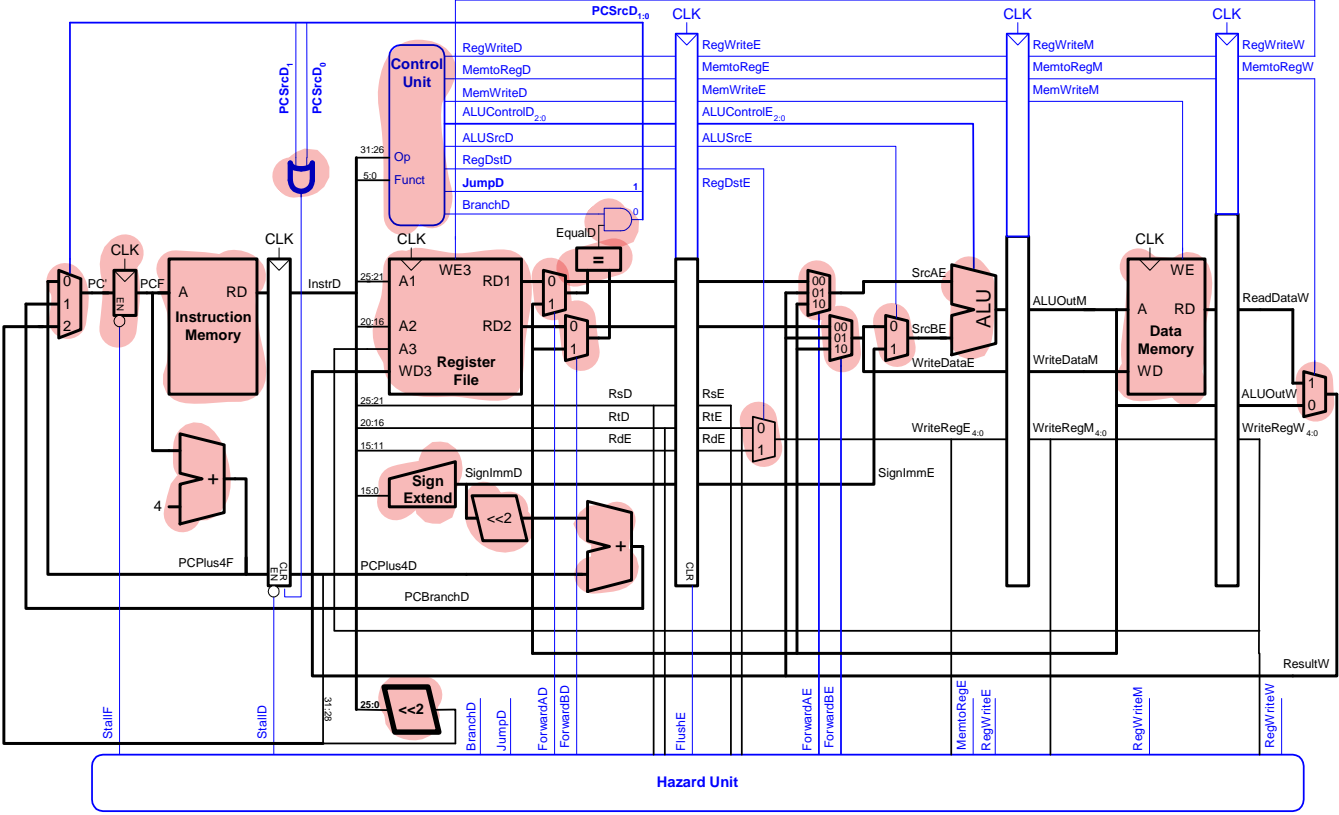 PCSrcD1:0
CLK
CLK
CLK
PCSrcD1
PCSrcD0
Control
Unit
RegWriteD
MemtoRegD
MemWriteD
ALUControlD2:0
ALUSrcD
RegDstD
JumpD
BranchD
1
0
RegWriteE
MemtoRegE
MemWriteE
ALUControlE2:0
ALUSrcE
RegDstE
RegWriteM
MemtoRegM
MemWriteM
RegWriteW
MemtoRegW
31:26
Op
5:0
Funct
EqualD
=
CLK
CLK
CLK
CLK
0
1
2
PC'
EN
PCF
A
RD
Instruction
Memory
InstrD
25:21
A1
WE3
RD1
20:16
A2
RD2
A3
WD3
Register
File
0
1
0
1
00
01
10
00
01
10
0
1
SrcAE
SrcBE
ALU
WriteDataE
ALUOutM
WriteDataM
WE
A
RD
Data
Memory
WD
ReadDataW
ALUOutW
1
0
25:21
RsD
RsE
20:16
RtD
RtE
15:11
RdE
RdE
0
1
WriteRegE4:0
WriteRegM4:0
WriteRegW4:0
15:0
Sign
Extend
SignImmD
SignImmE
<<2
+
4
+
PCPlus4F
EN
CLR
PCPlus4D
CLR
PCBranchD
ResultW
31:28
25:0
<<2
StallF
StallD
BranchD
JumpD
ForwardAD
ForwardBD
FlushE
ForwardAE
ForwardBE
MemtoRegE
RegWriteE
RegWriteM
RegWriteW
Hazard Unit